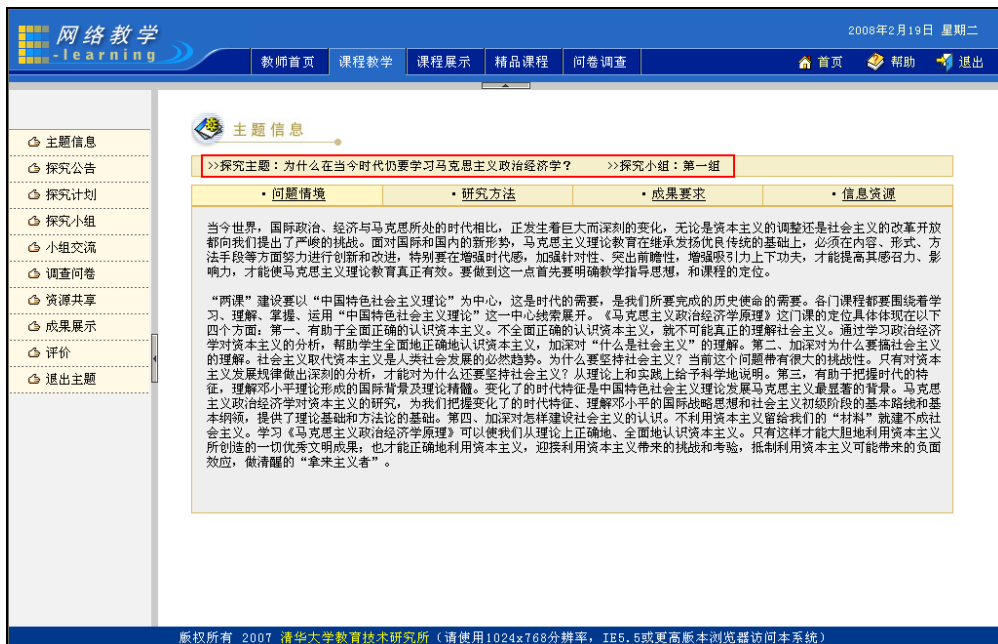 网络教学
-learning
2008年2月19日 星期二
教师首页 课程教学 课程展示 精品课程 问卷调查 首页 帮助 退出
主题信息
探究公告
探究计划
探究小组
小组交流
调查问卷
资源共享
成果展示
评价
退出主题
主题信息
>>探究主题：为什么在当今时代仍要学习马克思主义政治经济学？ >>探究小组：第一组
·问题情境 ·研究方法 ·成果要求 ·信息资源
当今世界，国际政治、经济与马克思所处的时代相比，正发生着巨大而深刻的变化，无论是资本主义的调整还是社会主义的改革开放
都向我们提出了严峻的挑战。面对国际和国内的新形势，马克思主义理论教育在继承发扬优良传统的基础上，必须在内容、形式、方
法手段等方面努力进行创新和改进，特别要在增强时代感，加强针对性、突出前瞻性，增强吸引力上下功夫，才能提高其感召力、影
响力，才能使马克思主义理论教育真正有效。要做到这一点首先要明确教学指导思想，和课程的定位。
“两课”建设要以“中国特色社会主义理论”为中心，这是时代的需要，是我们所要完成的历史使命的需要。各门课程都要围绕着学
习、理解、掌握、运用“中国特色社会主义理论”这一中心线索展开。《马克思主义政治经济学原理》这门课的定位具体体现在以下
四个方面：第一、有助于全面正确的认识资本主义。不全面正确的认识资本主义，就不可能真正的理解社会主义。通过学习政治经济
学对资本主义的分析，帮助学生全面地正确地认识资本主义，加深对“什么是社会主义”的理解。第二、加深对为什么要搞社会主义
的理解。社会主义取代资本主义是人类社会发展的必然趋势。为什么要坚持社会主义？当前这个问题带有很大的挑战性。只有对资本
主义发展规律做出深刻的分析，才能对为什么还要坚持社会主义？从理论上和实践上给予科学地说明。第三，有助于把握时代的特
征，理解邓小平理论形成的国际背景及理论精髓。变化了的时代特征是中国特色社会主义理论发展马克思主义最显著的背景。马克思
主义政治经济学对资本主义的研究，为我们把握变化了的时代特征、理解邓小平的国际战略思想和社会主义初级阶段的基本路线和基
本纲领，提供了理论基础和方法论的基础。第四、加深对怎样建设社会主义的认识。不利用资本主义留给我们的“材料”就建不成社
会主义。学习《马克思主义政治经济学原理》可以使我们从理论上正确地、全面地认识资本主义。只有这样才能大胆地利用资本主义
所创造的一切优秀文明成果；也才能正确地利用资本主义，迎接利用资本主义带来的挑战和考验，抵制利用资本主义可能带来的负面
效应，做清醒的“拿来主义者”。
版权所有 2007 清华大学教育技术研究所（请使用1024x768分辨率，IE5.5或更高版本浏览器访问本系统）